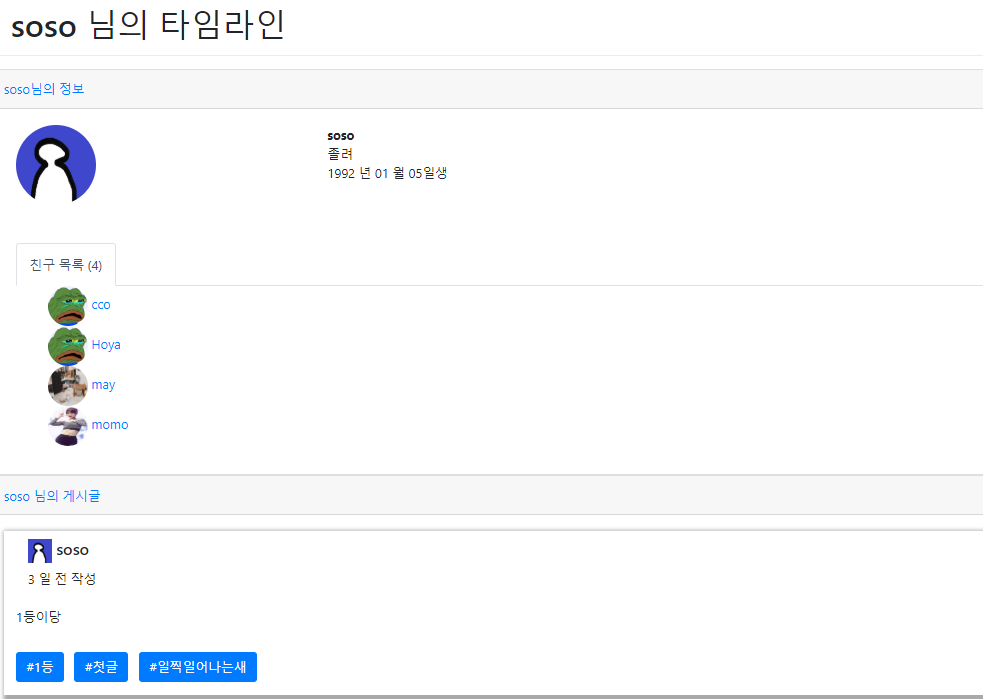 soso 님의 타임라인
soso님의 정보
soso
졸려
1992 년 01 월 05일생
친구 목록 (4)
cco
Hoya
may
momo
soso 님의 게시글
soso
3 일 전 작성
1등이당
#1등 #첫글 #일찍일어나는새